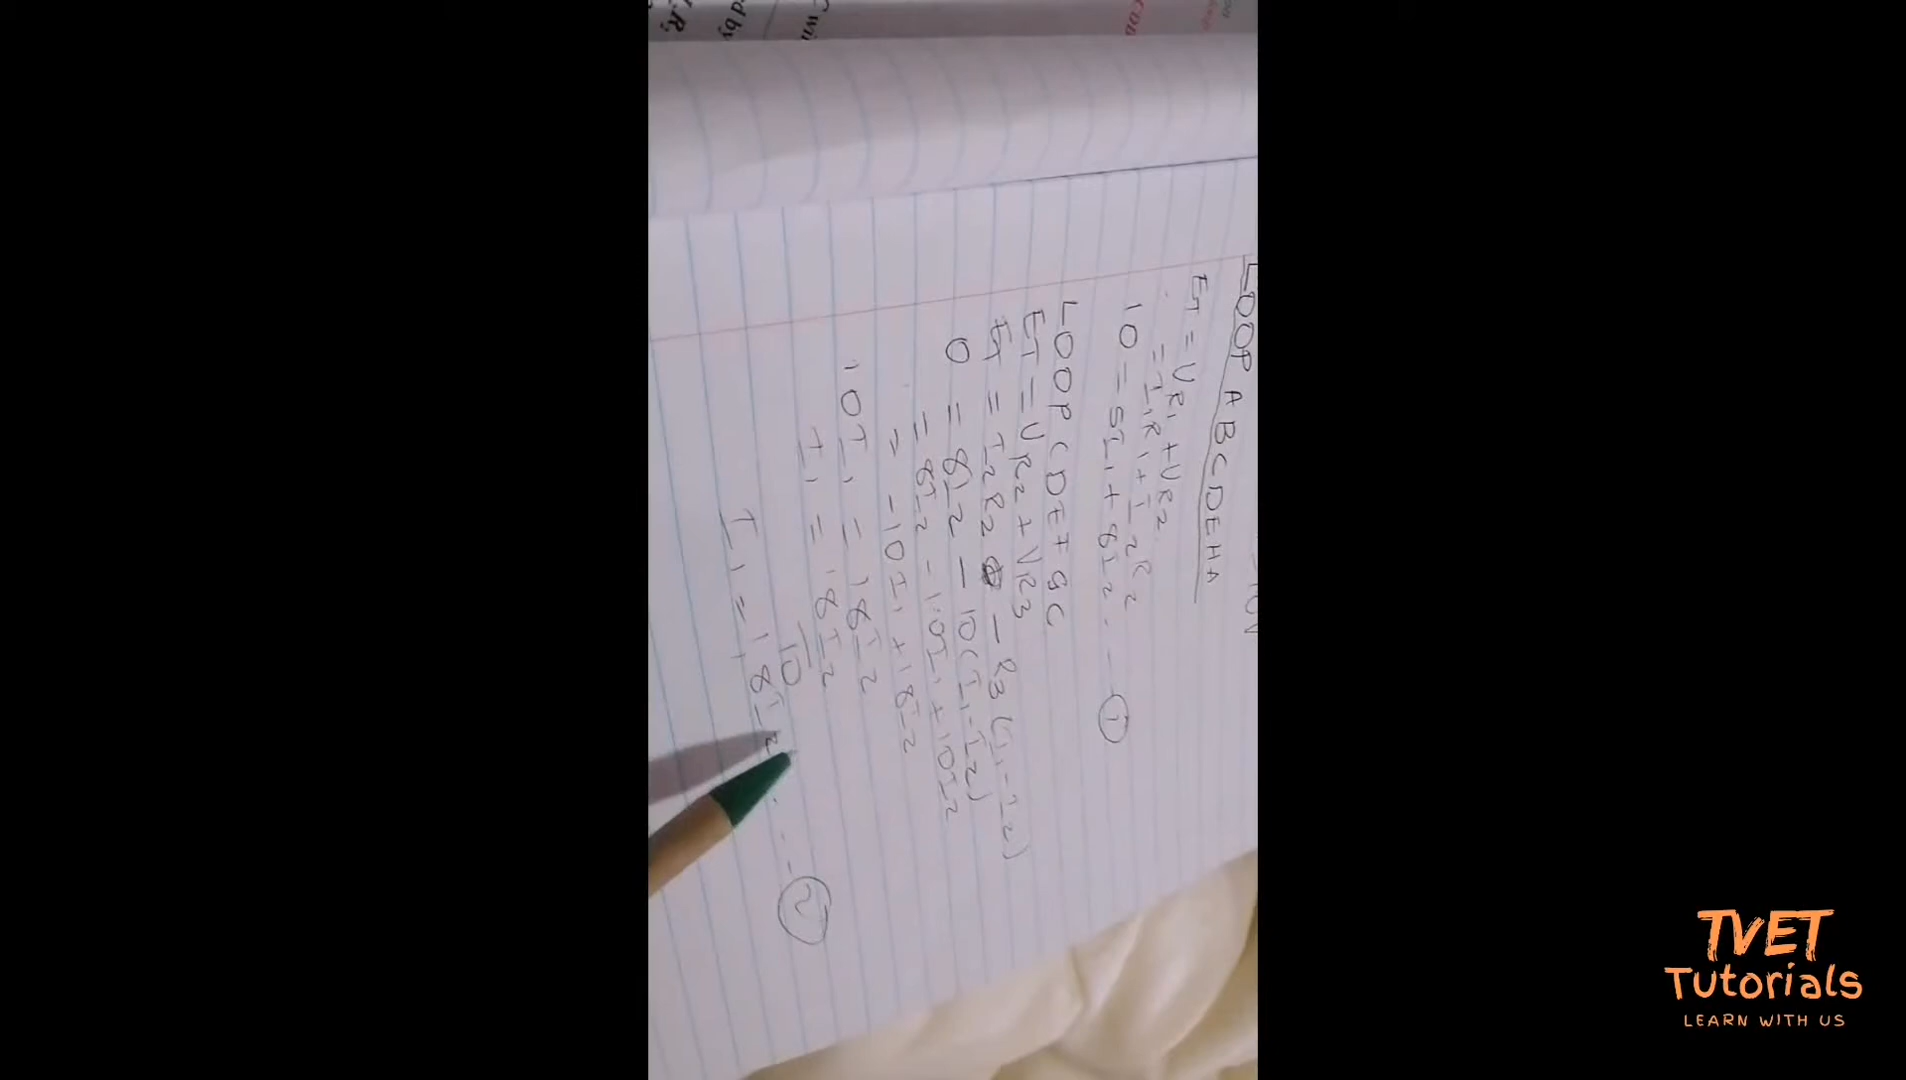 LOOP ABCDEHA
ET = VR1 + VR2
= I1R1 + I2R2
10 = 5I1 + 8I2 . - - ①
LOOP CDEFGC
ET = VR2 + VR3
ET = I2R2 - R3(I1-I2)
0 = 8I2 - 10(I1-I2)
= 8I2 - 10I1 + 10I2
= -10I1 + 18I2
10I1 = 18I2
I1 = 18I2
10
I1 = 1,8I2 . . - - ②
TVET
Tutorials
LEARN WITH US